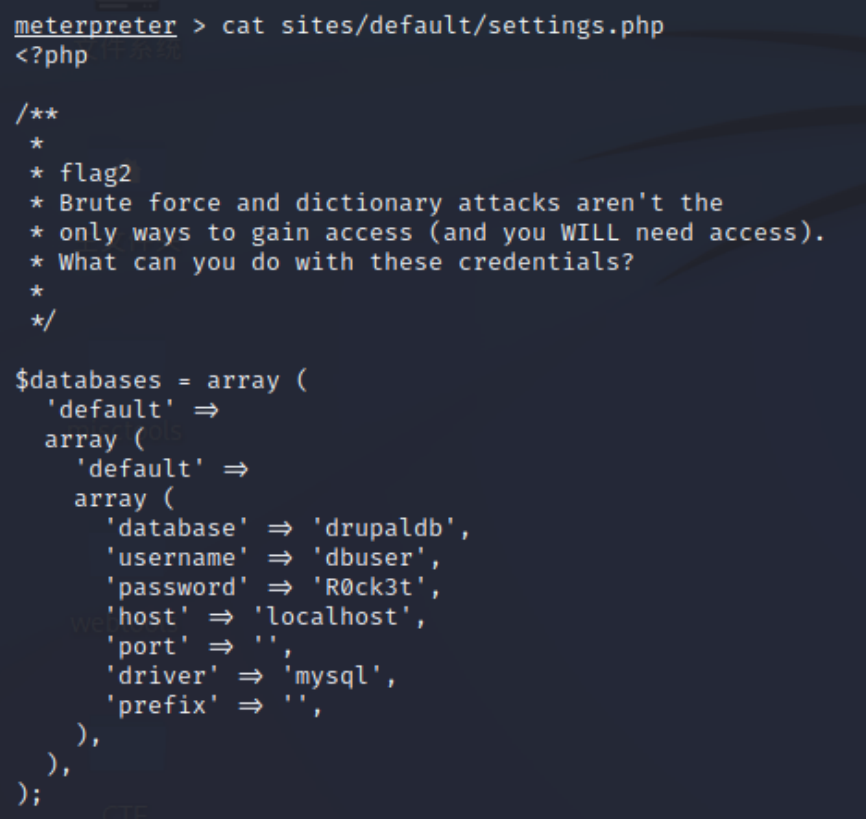 meterpreter > cat sites/default/settings.php
<?php

/**
 *
 * flag2
 * Brute force and dictionary attacks aren't the
 * only ways to gain access (and you WILL need access).
 * What can you do with these credentials?
 *
 */

$databases = array (
  'default' =>
  array (
    'default' =>
    array (
      'database' => 'drupaldb',
      'username' => 'dbuser',
      'password' => 'R0ck3t',
      'host' => 'localhost',
      'port' => '',
      'driver' => 'mysql',
      'prefix' => '',
    ),
  ),
);